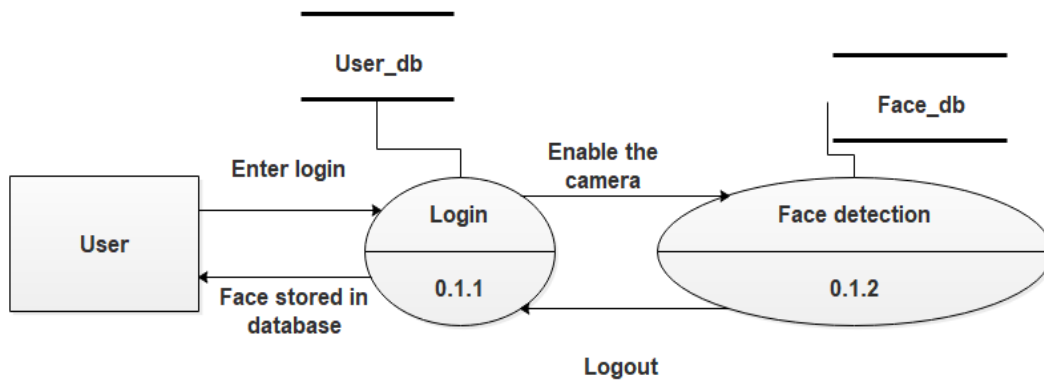 User_db
Face_db
Enter login
Enable the
camera
User
Login
Face detection
0.1.1
0.1.2
Face stored in
database
Logout